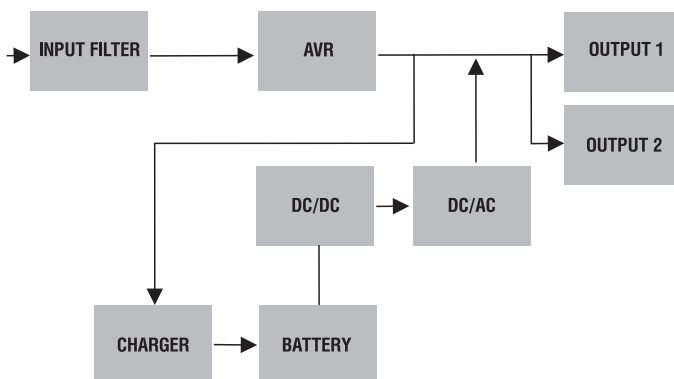 INPUT FILTER
AVR
OUTPUT 1
OUTPUT 2
DC/DC
DC/AC
CHARGER
BATTERY